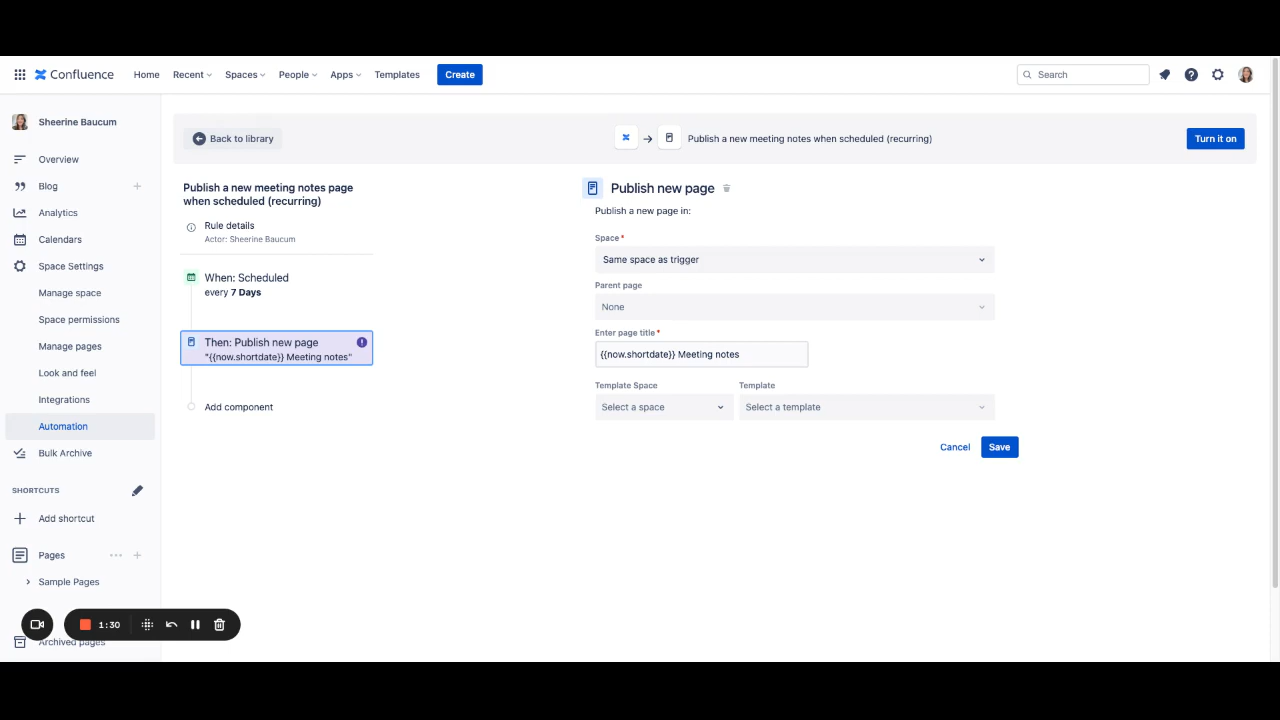 Confluence
Home
Recent
Spaces
People
Apps
Templates
Create
Search
Sheerine Baucum
Overview
Blog
Analytics
Calendars
Space Settings
Manage space
Space permissions
Manage pages
Look and feel
Integrations
Automation
Bulk Archive
SHORTCUTS
Add shortcut
Pages
Sample Pages
Archived pages
1:30
Back to library
Publish a new meeting notes when scheduled (recurring)
Turn it on
Publish a new meeting notes page
when scheduled (recurring)
Rule details
Actor: Sheerine Baucum
When: Scheduled
every 7 Days
Then: Publish new page
"{{now.shortdate}} Meeting notes"
Add component
Publish new page
Publish a new page in:
Space*
Same space as trigger
Parent page
None
Enter page title*
{{now.shortdate}} Meeting notes
Template Space
Template
Select a space
Select a template
Cancel
Save